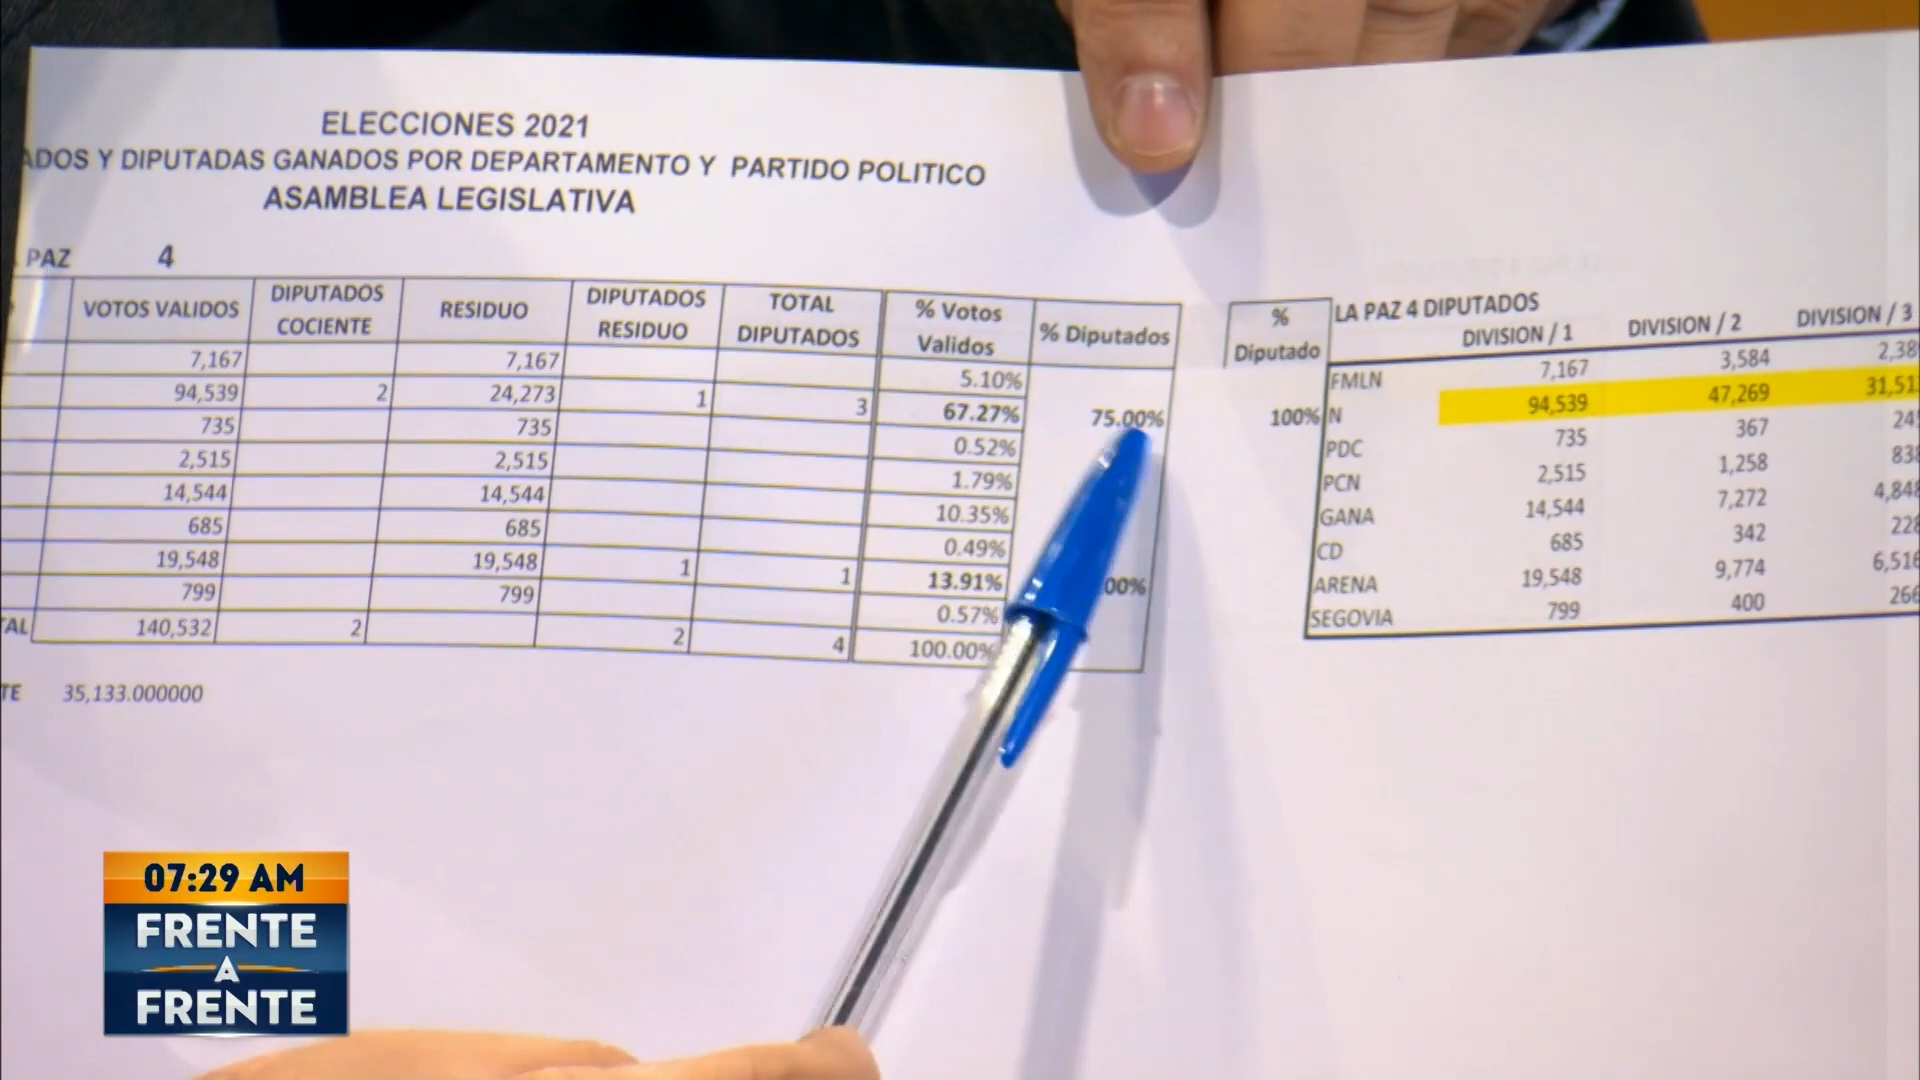 ELECCIONES 2021
ADOS Y DIPUTADAS GANADOS POR DEPARTAMENTO Y PARTIDO POLITICO
ASAMBLEA LEGISLATIVA
PAZ 4
VOTOS VALIDOS DIPUTADOS COCIENTE RESIDUO DIPUTADOS RESIDUO TOTAL DIPUTADOS % Votos Validos % Diputados
7,167 7,167 5.10%
94,539 2 24,273 1 3 67.27% 75.00%
735 735 0.52%
2,515 2,515 1.79%
14,544 14,544 10.35%
685 685 0.49%
19,548 19,548 1 1 13.91% .00%
799 799 0.57%
TAL 140,532 2 2 4 100.00%
TE 35,133.000000
% Diputado LA PAZ 4 DIPUTADOS
DIVISION / 1 DIVISION / 2 DIVISION / 3
FMLN 7,167 3,584 2,38
100% N 94,539 47,269 31,51
PDC 735 367 24
PCN 2,515 1,258 838
GANA 14,544 7,272 4,848
CD 685 342 228
ARENA 19,548 9,774 6,516
SEGOVIA 799 400 266
07:29 AM
FRENTE
A
FRENTE